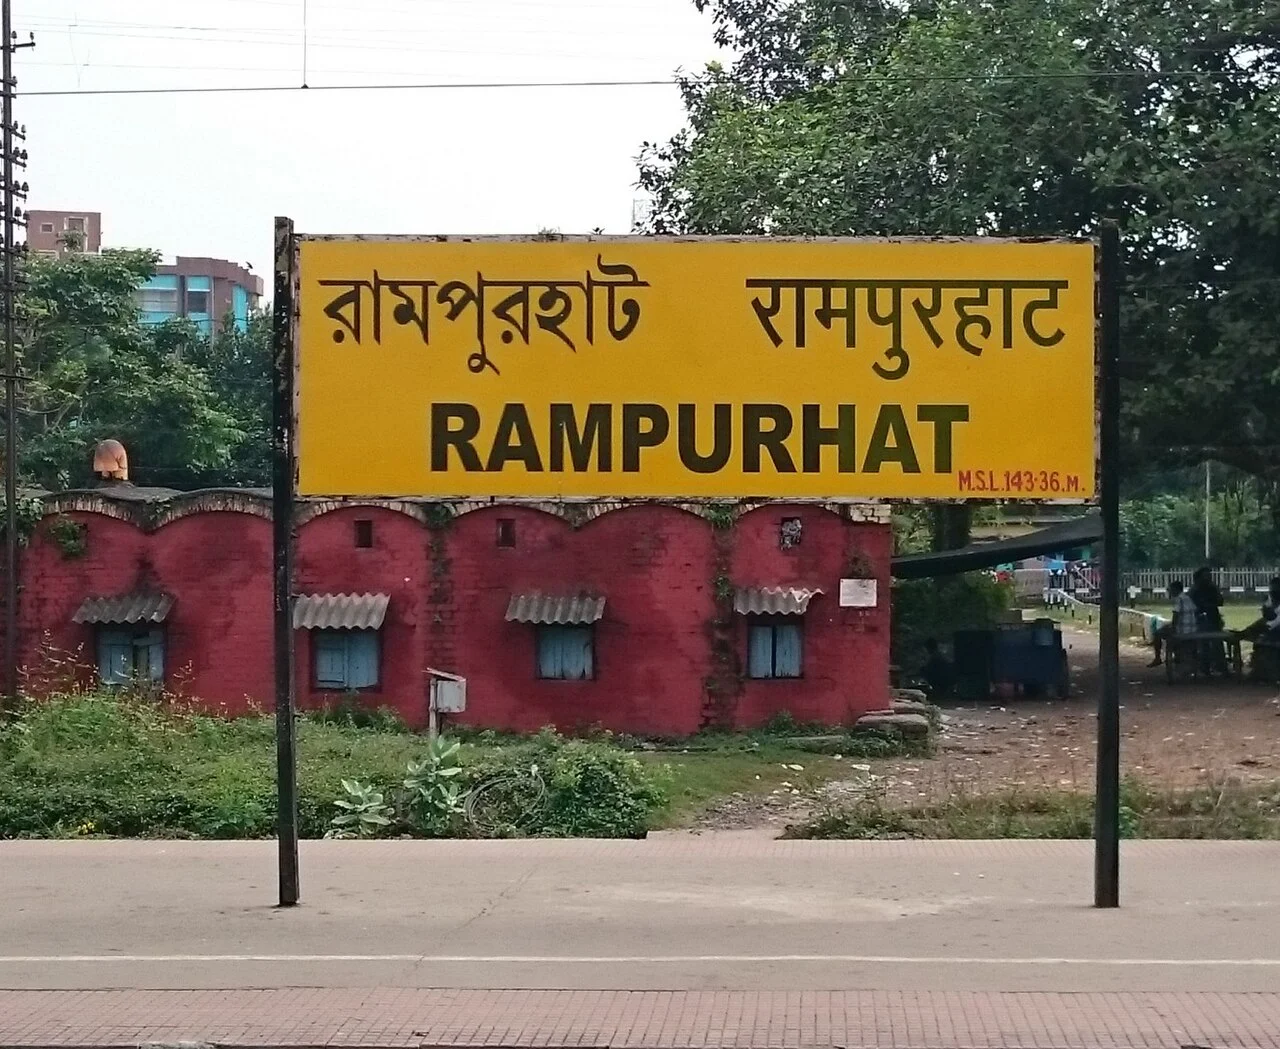 রামপুরহাট रामपुरहाट
RAMPURHAT
M.S.L.143·36.M.